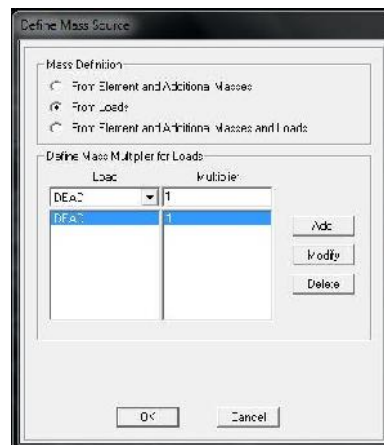 Define Mass Source
Mass Definition
From Element and Additional Masses
From Loads
From Element and Additional Masses and Loads
Define Mass Multiplier for Loads
Load Multiplier
DEAD 1
DEAD 1
Add
Modify
Delete
OK Cancel